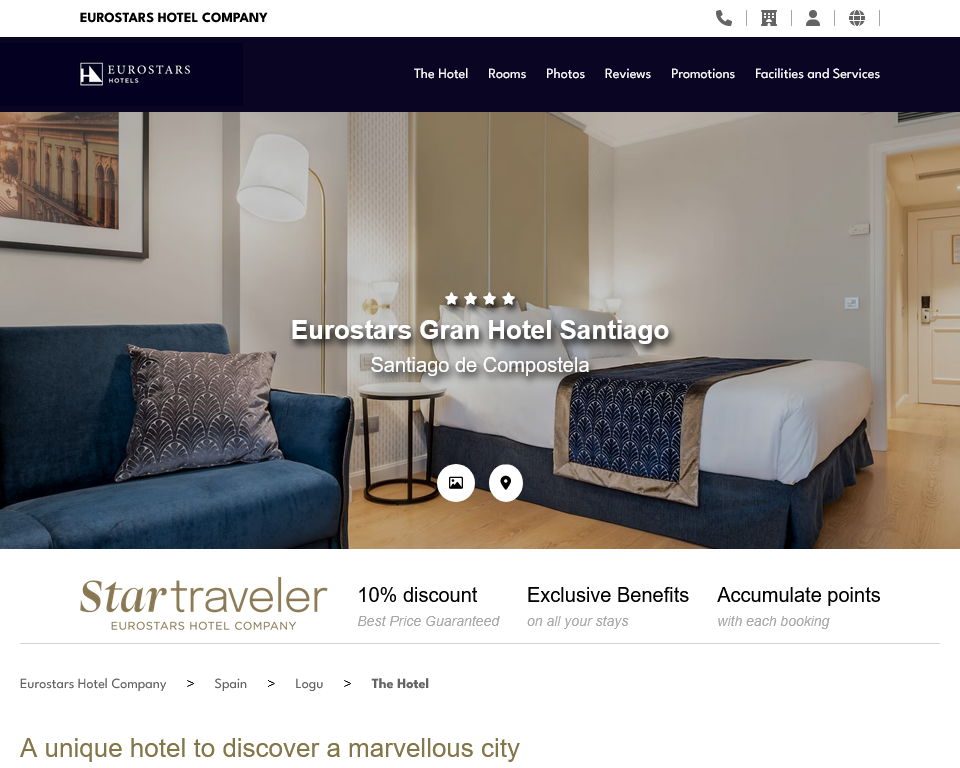 EUROSTARS HOTEL COMPANY
EUROSTARS
HOTELS
The Hotel Rooms Photos Reviews Promotions Facilities and Services
Eurostars Gran Hotel Santiago
Santiago de Compostela
Startraveler
EUROSTARS HOTEL COMPANY
10% discount
Best Price Guaranteed
Exclusive Benefits
on all your stays
Accumulate points
with each booking
Eurostars Hotel Company > Spain > Logu > The Hotel
A unique hotel to discover a marvellous city